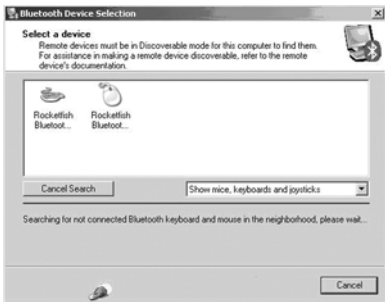 Bluetooth Device Selection
Select a device
Remote devices must be in Discoverable mode for this computer to find them.
For assistance in making a remote device discoverable, refer to the remote
device's documentation.
Rocketfish Rocketfish
Bluetoot... Bluetoot...
Cancel Search Show mice, keyboards and joysticks
Searching for not connected Bluetooth keyboard and mouse in the neighborhood, please wait...
Cancel